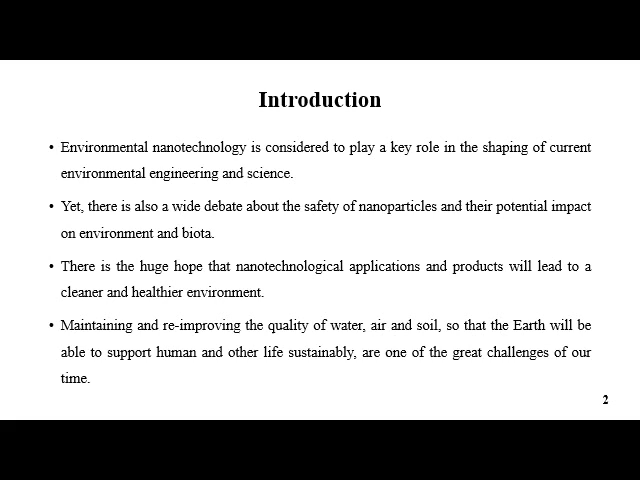 Introduction
• Environmental nanotechnology is considered to play a key role in the shaping of current
environmental engineering and science.
• Yet, there is also a wide debate about the safety of nanoparticles and their potential impact
on environment and biota.
• There is the huge hope that nanotechnological applications and products will lead to a
cleaner and healthier environment.
• Maintaining and re-improving the quality of water, air and soil, so that the Earth will be
able to support human and other life sustainably, are one of the great challenges of our
time.
2